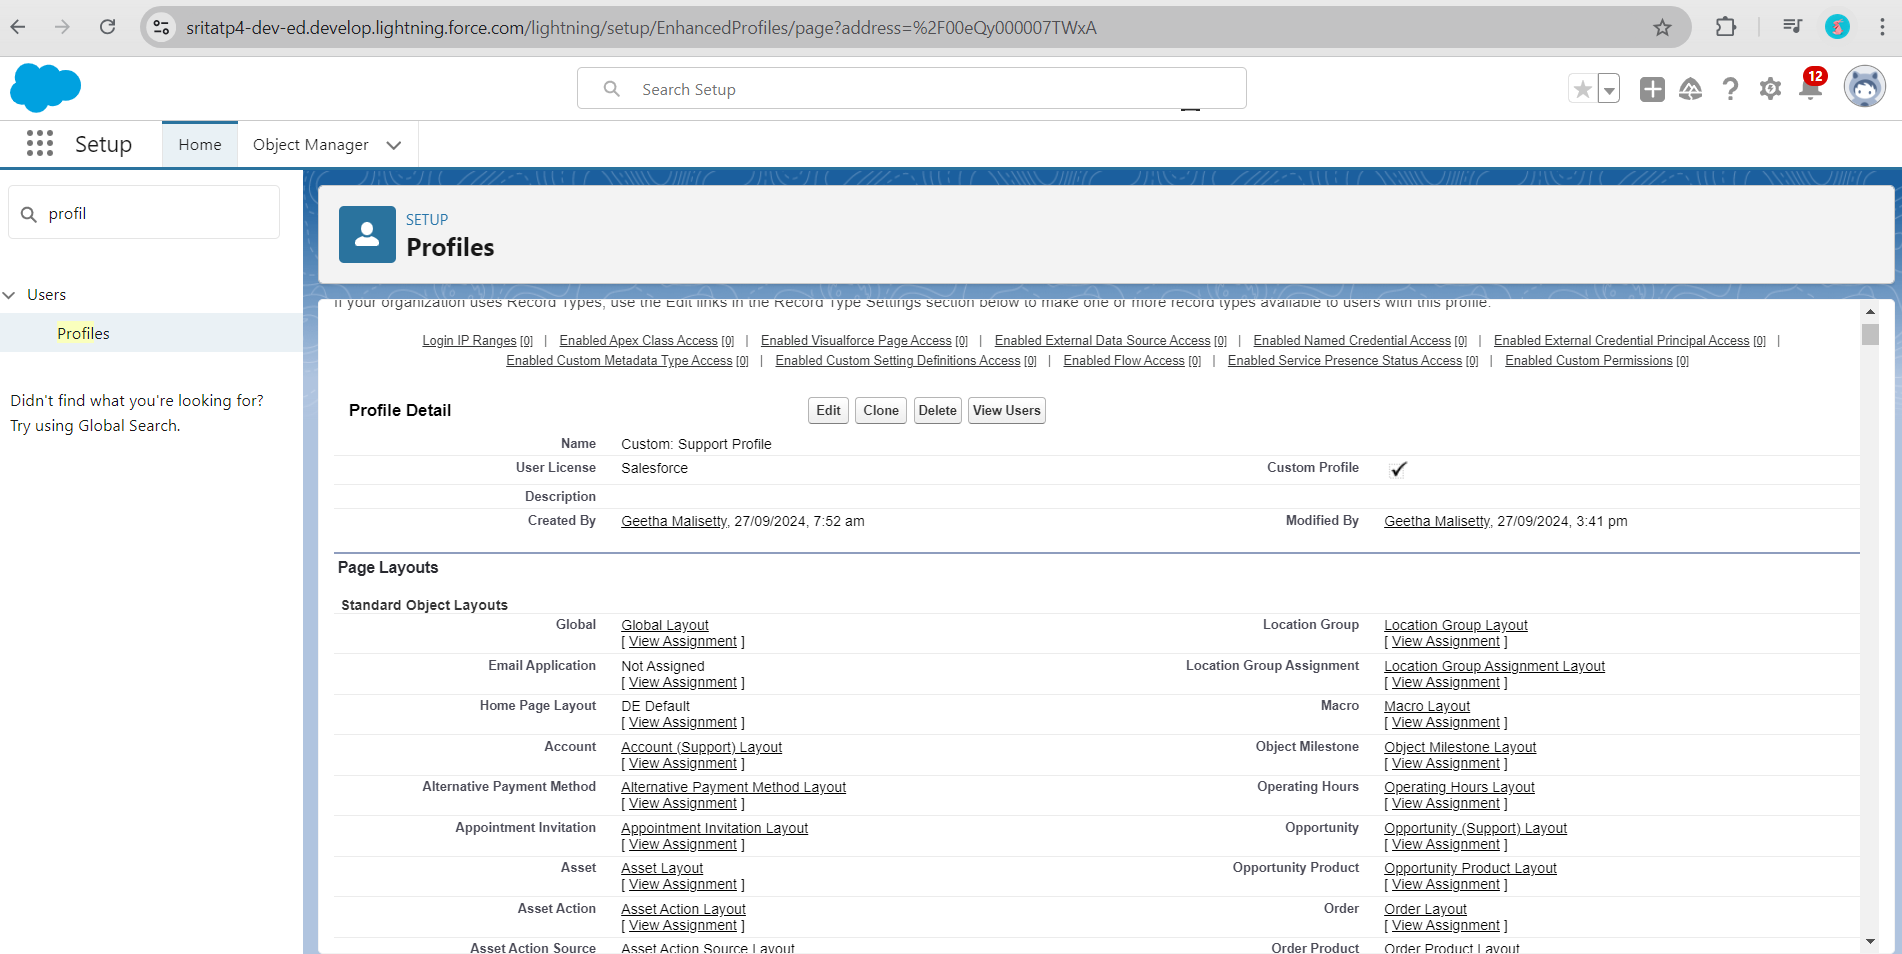 sritatp4-dev-ed.develop.lightning.force.com/lightning/setup/EnhancedProfiles/page?address=%2F00eQy000007TWxA
Search Setup
12
Setup
Home
Object Manager
profil
Users
Profiles
Didn't find what you're looking for?
Try using Global Search.
SETUP
Profiles
If your organization uses Record Types, use the Edit links in the Record Type Settings section below to make one or more record types available to users with this profile.
Login IP Ranges [0] | Enabled Apex Class Access [0] | Enabled Visualforce Page Access [0] | Enabled External Data Source Access [0] | Enabled Named Credential Access [0] | Enabled External Credential Principal Access [0] |
Enabled Custom Metadata Type Access [0] | Enabled Custom Setting Definitions Access [0] | Enabled Flow Access [0] | Enabled Service Presence Status Access [0] | Enabled Custom Permissions [0]
Profile Detail Edit Clone Delete View Users
Name Custom: Support Profile
User License Salesforce Custom Profile
Description
Created By Geetha Malisetty, 27/09/2024, 7:52 am Modified By Geetha Malisetty, 27/09/2024, 3:41 pm
Page Layouts
Standard Object Layouts
Global Global Layout Location Group Location Group Layout
[ View Assignment ] [ View Assignment ]
Email Application Not Assigned Location Group Assignment Location Group Assignment Layout
[ View Assignment ] [ View Assignment ]
Home Page Layout DE Default Macro Macro Layout
[ View Assignment ] [ View Assignment ]
Account Account (Support) Layout Object Milestone Object Milestone Layout
[ View Assignment ] [ View Assignment ]
Alternative Payment Method Alternative Payment Method Layout Operating Hours Operating Hours Layout
[ View Assignment ] [ View Assignment ]
Appointment Invitation Appointment Invitation Layout Opportunity Opportunity (Support) Layout
[ View Assignment ] [ View Assignment ]
Asset Asset Layout Opportunity Product Opportunity Product Layout
[ View Assignment ] [ View Assignment ]
Asset Action Asset Action Layout Order Order Layout
[ View Assignment ] [ View Assignment ]
Asset Action Source Asset Action Source Layout Order Product Order Product Layout